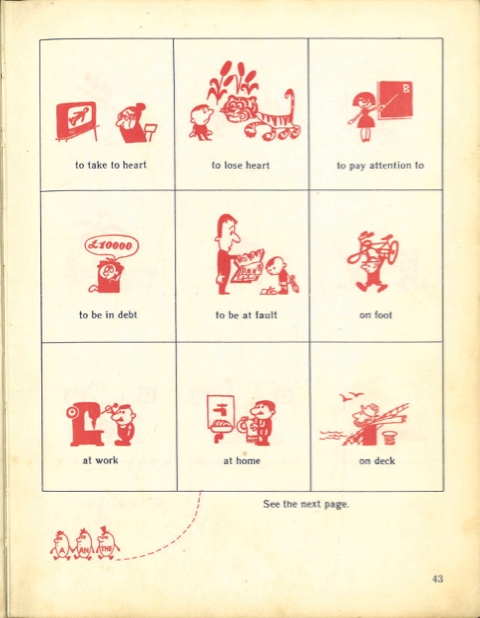 B
to take to heart
to lose heart
to pay attention to
£10000
to be in debt
to be at fault
on foot
at work
at home
on deck
See the next page.
A AN THE
43